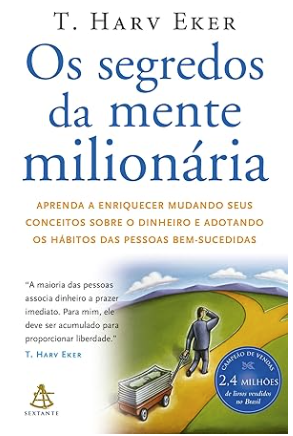 T. HARV EKER
Os segredos
da mente
milionária
APRENDA A ENRIQUECER MUDANDO SEUS
CONCEITOS SOBRE O DINHEIRO E ADOTANDO
OS HÁBITOS DAS PESSOAS BEM-SUCEDIDAS
"A maioria das pessoas
associa dinheiro a prazer
imediato. Para mim, ele
deve ser acumulado para
proporcionar liberdade."
T. HARV EKER
SEXTANTE
CAMPEÃO DE VENDAS
2,4 MILHÕES
de livros vendidos
no Brasil